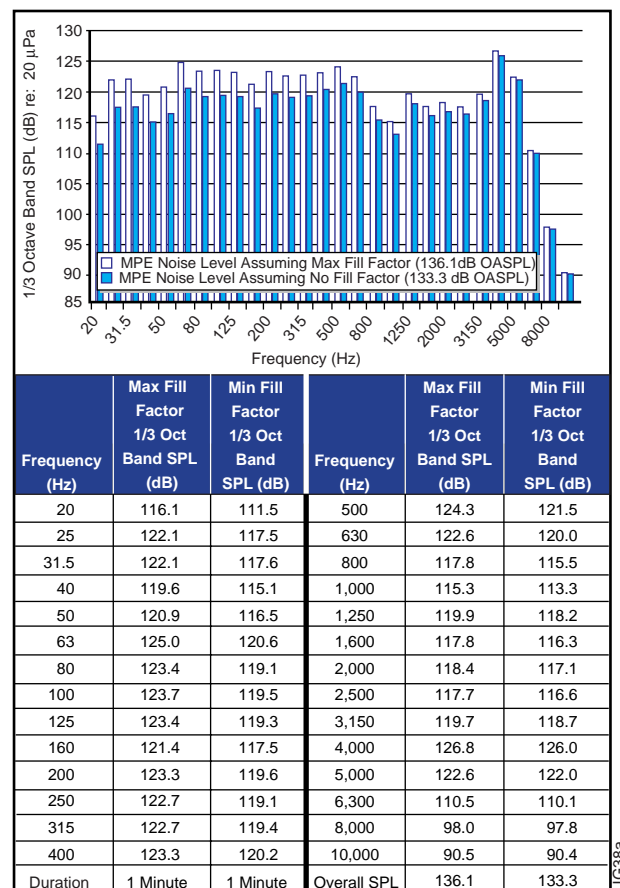 130
125
120
115
110
105
100
95
90
85
1/3 Octave Band SPL (dB) re: 20 µPa
MPE Noise Level Assuming Max Fill Factor (136.1dB OASPL)
MPE Noise Level Assuming No Fill Factor (133.3 dB OASPL)
20 31.5 50 80 125 200 315 500 800 1250 2000 3150 5000 8000
Frequency (Hz)
Frequency (Hz) Max Fill Factor 1/3 Oct Band SPL (dB) Min Fill Factor 1/3 Oct Band SPL (dB) Frequency (Hz) Max Fill Factor 1/3 Oct Band SPL (dB) Min Fill Factor 1/3 Oct Band SPL (dB)
20 116.1 111.5 500 124.3 121.5
25 122.1 117.5 630 122.6 120.0
31.5 122.1 117.6 800 117.8 115.5
40 119.6 115.1 1,000 115.3 113.3
50 120.9 116.5 1,250 119.9 118.2
63 125.0 120.6 1,600 117.8 116.3
80 123.4 119.1 2,000 118.4 117.1
100 123.7 119.5 2,500 117.7 116.6
125 123.4 119.3 3,150 119.7 118.7
160 121.4 117.5 4,000 126.8 126.0
200 123.3 119.6 5,000 122.6 122.0
250 122.7 119.1 6,300 110.5 110.1
315 122.7 119.4 8,000 98.0 97.8
400 123.3 120.2 10,000 90.5 90.4
Duration 1 Minute 1 Minute Overall SPL 136.1 133.3